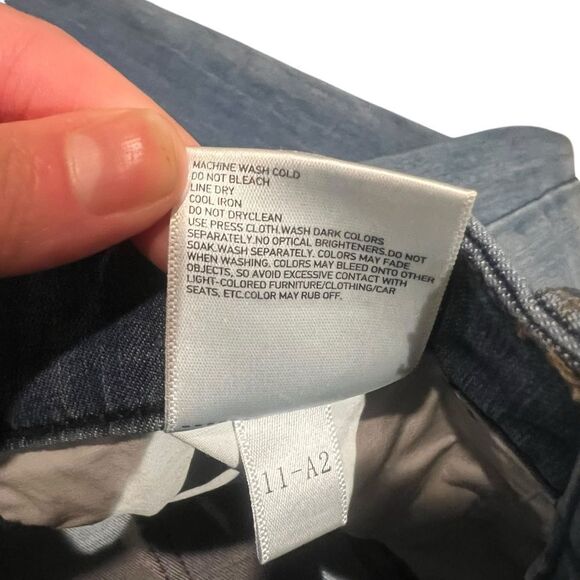 MACHINE WASH COLD
DO NOT BLEACH
LINE DRY
COOL IRON
DO NOT DRYCLEAN
USE PRESS CLOTH.WASH DARK COLORS
SEPARATELY.NO OPTICAL BRIGHTENERS.DO NOT
SOAK.WASH SEPARATELY. COLORS MAY FADE
WHEN WASHING. COLORS MAY BLEED ONTO OTHER
OBJECTS, SO AVOID EXCESSIVE CONTACT WITH
LIGHT-COLORED FURNITURE/CLOTHING/CAR
SEATS, ETC.COLOR MAY RUB OFF.
11-A2